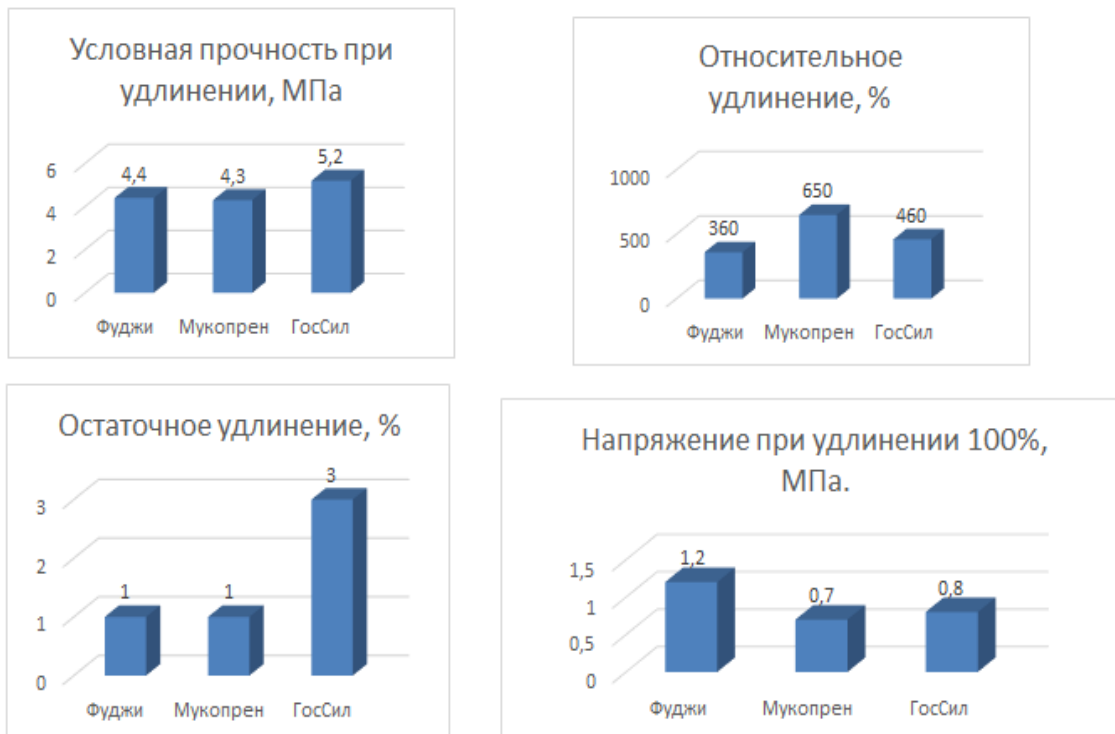 Условная прочность при
удлинении, МПа
6
4
2
0
4,4
4,3
5,2
Фуджи
Мукопрен
ГосСил
Относительное
удлинение, %
1000
500
0
360
650
460
Фуджи
Мукопрен
ГосСил
Остаточное удлинение, %
3
2
1
0
1
1
3
Фуджи
Мукопрен
ГосСил
Напряжение при удлинении 100%,
МПа.
1,5
1
0,5
0
1,2
0,7
0,8
Фуджи
Мукопрен
ГосСил